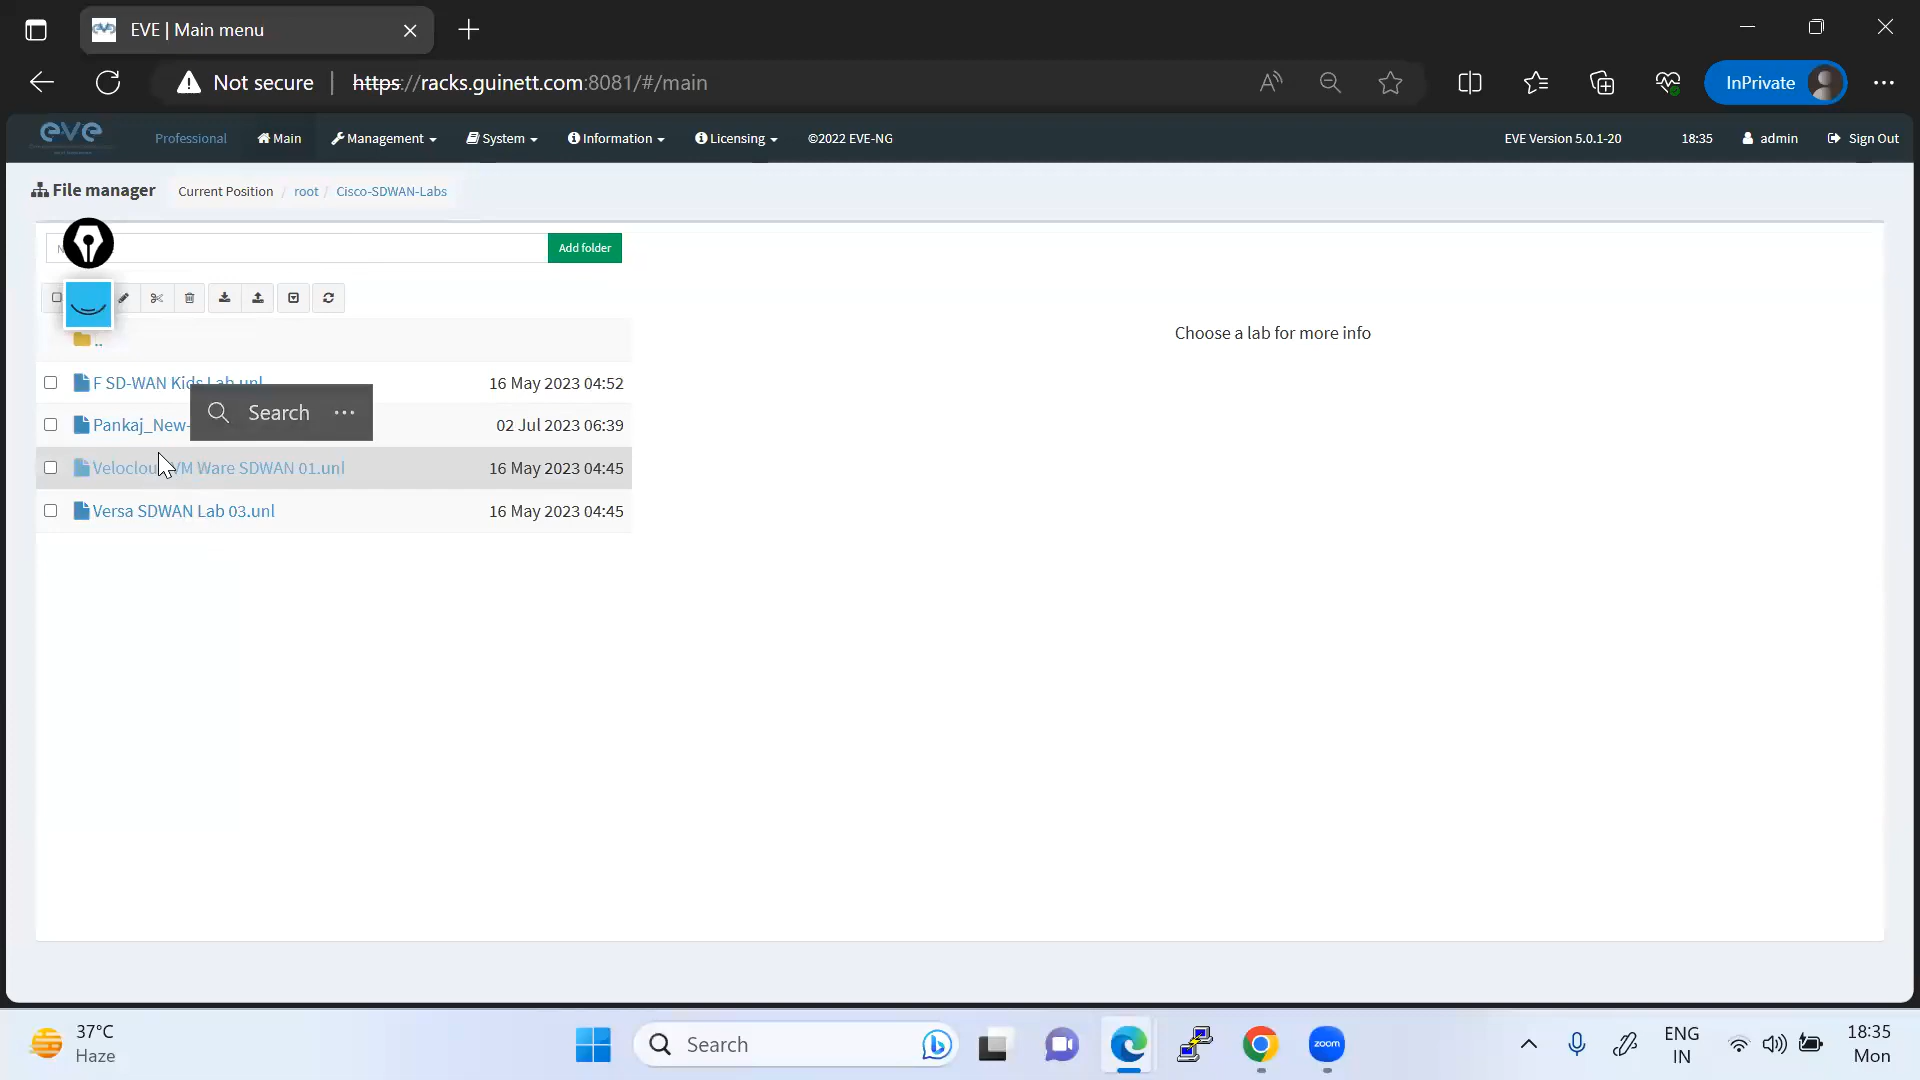 EVE | Main menu
Not secure | https://racks.guinett.com:8081/#/main
InPrivate
eve Professional Main Management System Information Licensing ©2022 EVE-NG EVE Version 5.0.1-20 18:35 admin Sign Out
File manager Current Position / root / Cisco-SDWAN-Labs
Add folder
Choose a lab for more info
..
F SD-WAN Kids Lab.unl 16 May 2023 04:52
Search ...
Pankaj_New- 02 Jul 2023 06:39
VM Ware SDWAN 01.unl 16 May 2023 04:45
Versa SDWAN Lab 03.unl 16 May 2023 04:45
37°C
Haze
Search
zoom
ENG
IN
18:35
Mon